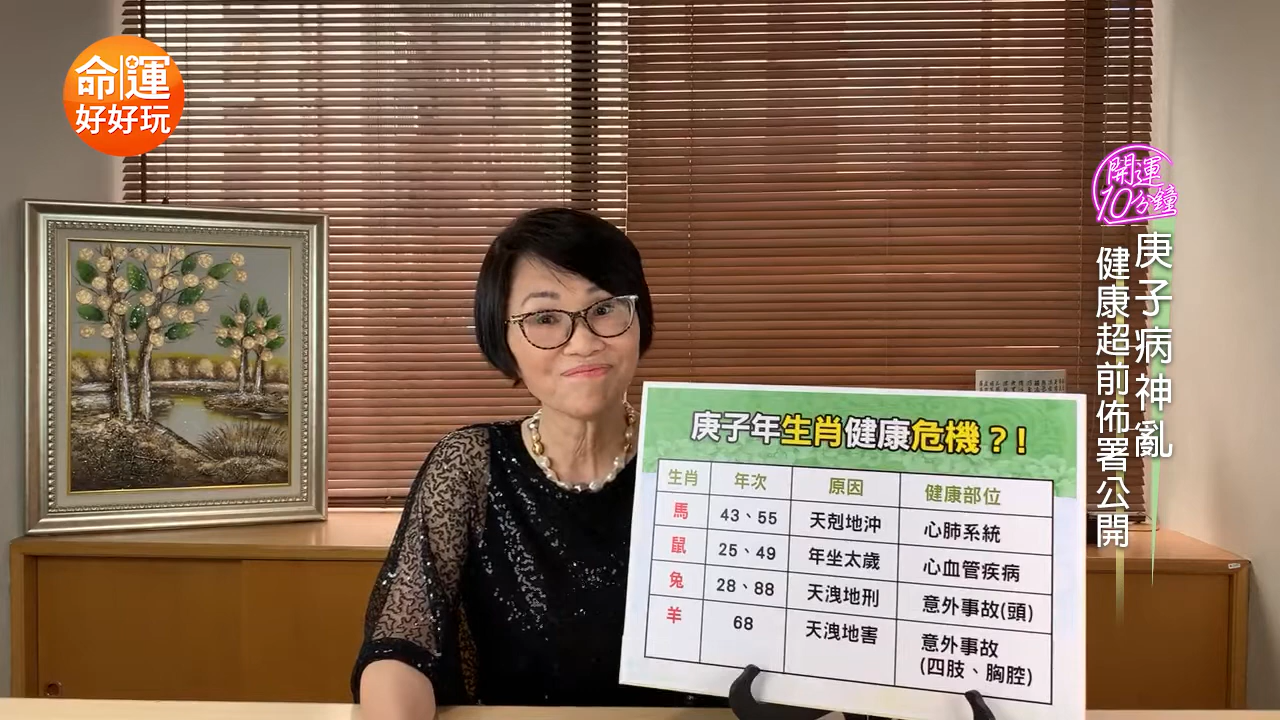 命運
好好玩
開運
10分鐘
庚子病神亂
健康超前佈署公開
庚子年生肖健康危機？!
生肖 年次 原因 健康部位
馬 43、55 天剋地沖 心肺系統
鼠 25、49 年坐太歲 心血管疾病
兔 28、88 天洩地刑 意外事故(頭)
羊 68 天洩地害 意外事故
(四肢、胸腔)